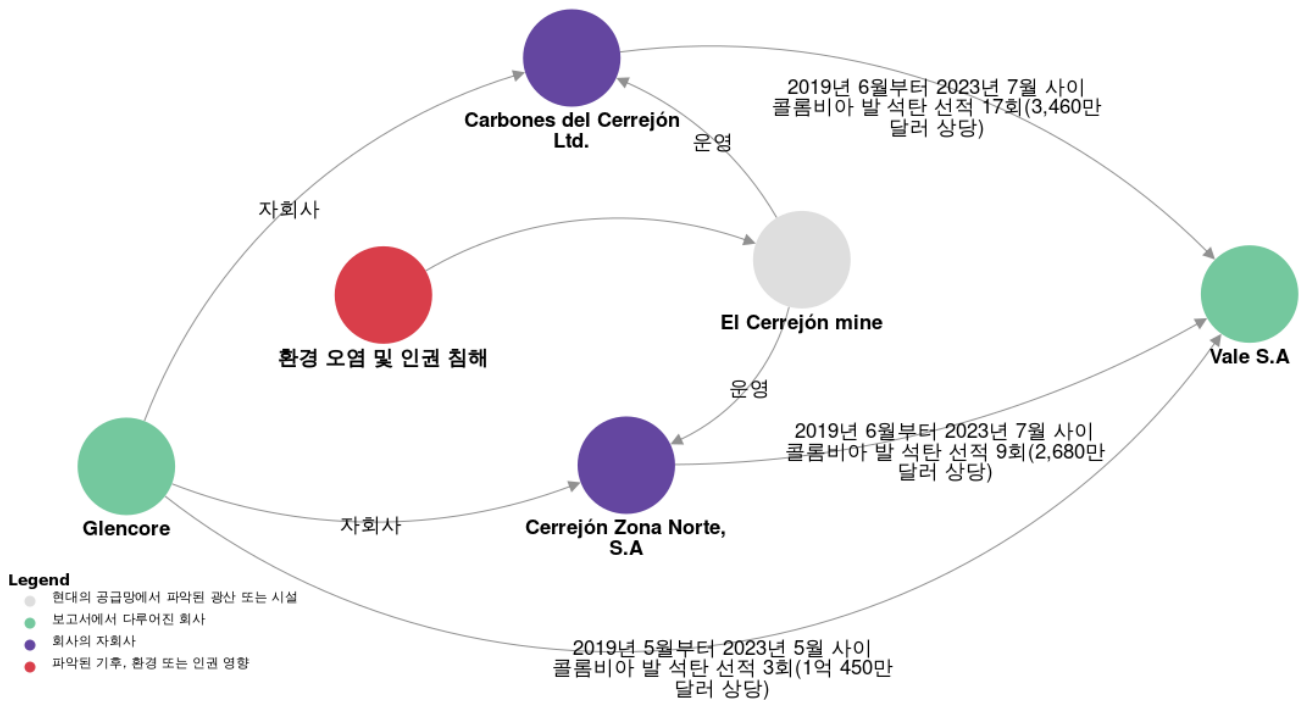 2019년 6월부터 2023년 7월 사이
콜롬비아 발 석탄 선적 17회(3,460만
달러 상당)
Carbones del Cerrejón
Ltd.
운영
자회사
El Cerrejón mine
환경 오염 및 인권 침해
Vale S.A
운영
2019년 6월부터 2023년 7월 사이
콜롬비아 발 석탄 선적 9회(2,680만
달러 상당)
Glencore
자회사
Cerrejón Zona Norte,
S.A
Legend
현대의 공급망에서 파악된 광산 또는 시설
보고서에서 다루어진 회사
회사의 자회사
파악된 기후, 환경 또는 인권 영향
2019년 5월부터 2023년 5월 사이
콜롬비아 발 석탄 선적 3회(1억 450만
달러 상당)